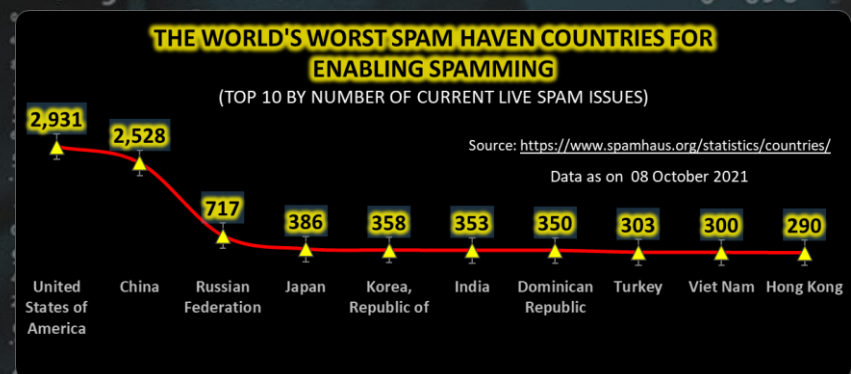 THE WORLD'S WORST SPAM HAVEN COUNTRIES FOR
ENABLING SPAMMING
(TOP 10 BY NUMBER OF CURRENT LIVE SPAM ISSUES)
Source: https://www.spamhaus.org/statistics/countries/
Data as on 08 October 2021
2,931
2,528
717
386
358
353
350
303
300
290
United
States of
America
China
Russian
Federation
Japan
Korea,
Republic of
India
Dominican
Republic
Turkey
Viet Nam
Hong Kong